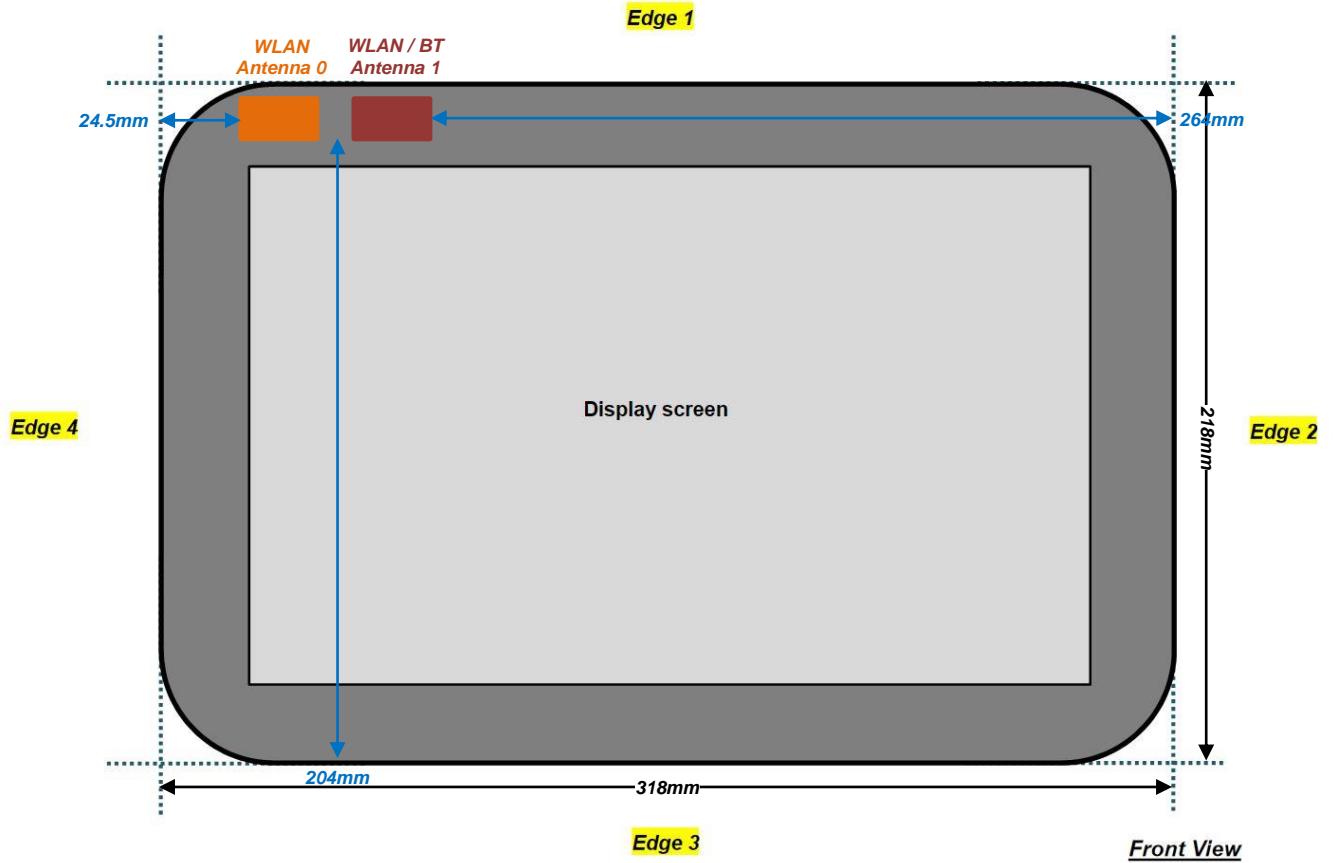 Edge 1
WLAN
Antenna 0
WLAN / BT
Antenna 1
24.5mm
264mm
Display screen
Edge 4
218mm
Edge 2
204mm
318mm
Edge 3
Front View